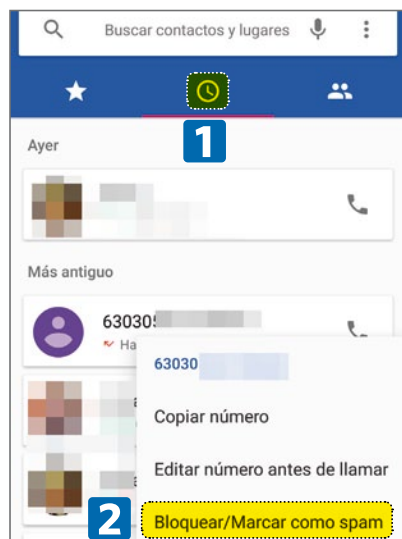 Buscar contactos y lugares
1
Ayer
Más antiguo
63030
Ha
63030
Copiar número
Editar número antes de llamar
2
Bloquear/Marcar como spam